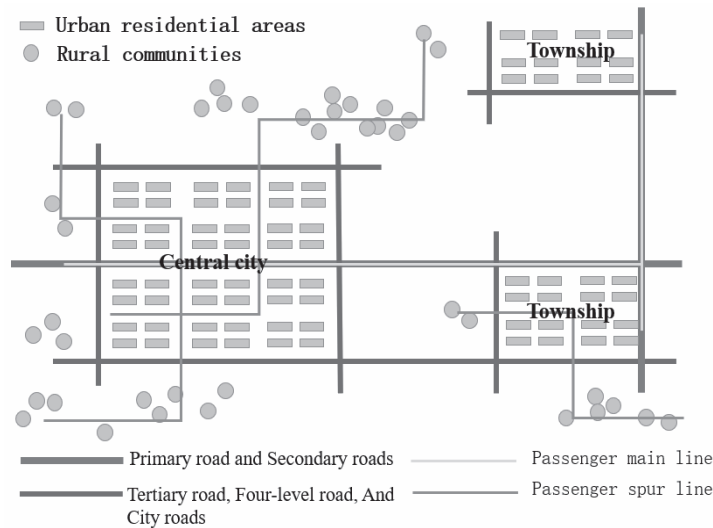 Urban residential areas
Rural communities
Township
Central city
Township
Primary road and Secondary roads
Passenger main line
Tertiary road, Four-level road, And
City roads
Passenger spur line